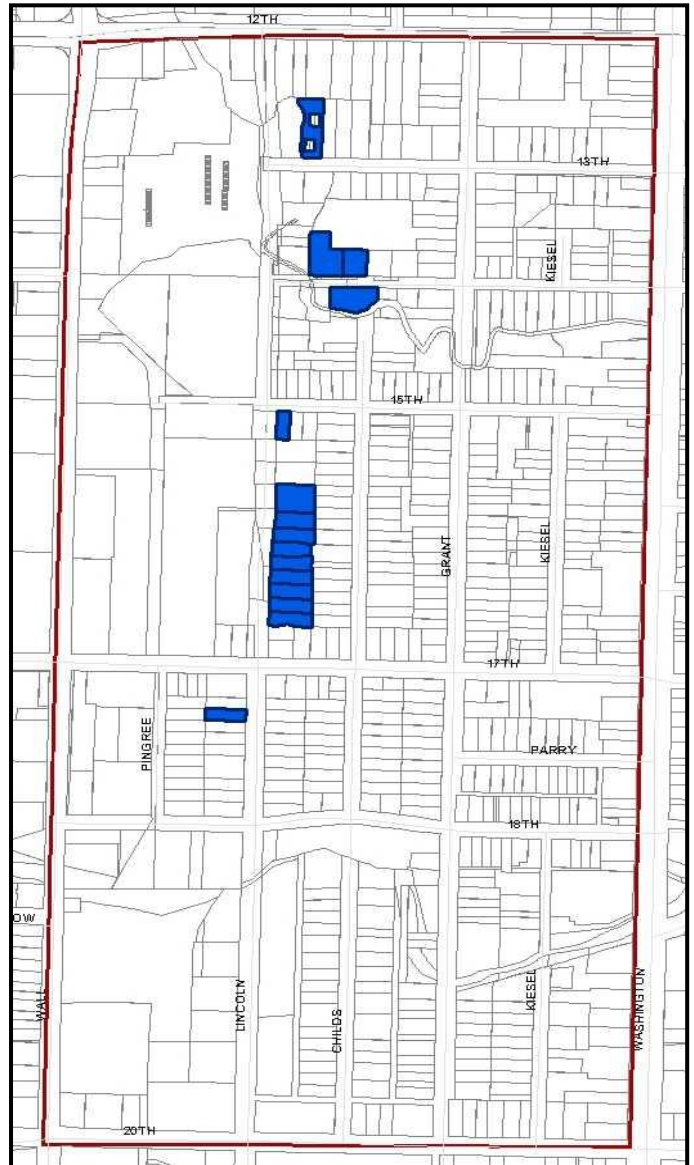 12TH
13TH
KIESEL
15TH
GRANT
KIESEL
17TH
PINGREE
PARRY
18TH
OW
WALL
LINCOLN
CHILDS
KIESEL
WASHINGTON
20TH